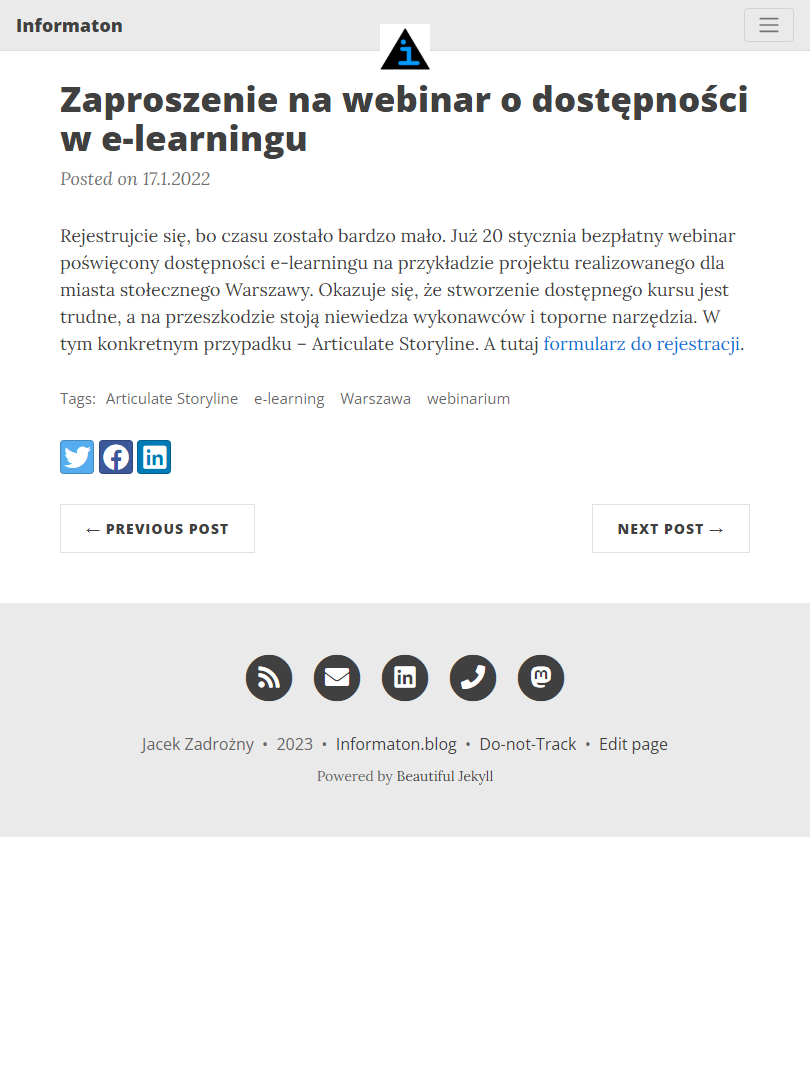 Informaton
Zaproszenie na webinar o dostępności
w e-learningu
Posted on 17.1.2022
Rejestrujcie się, bo czasu zostało bardzo mało. Już 20 stycznia bezpłatny webinar
poświęcony dostępności e-learningu na przykładzie projektu realizowanego dla
miasta stołecznego Warszawy. Okazuje się, że stworzenie dostępnego kursu jest
trudne, a na przeszkodzie stoją niewiedza wykonawców i toporne narzędzia. W
tym konkretnym przypadku – Articulate Storyline. A tutaj formularz do rejestracji.
Tags: Articulate Storyline e-learning Warszawa webinarium
← PREVIOUS POST NEXT POST →
Jacek Zadrożny • 2023 • Informaton.blog • Do-not-Track • Edit page
Powered by Beautiful Jekyll